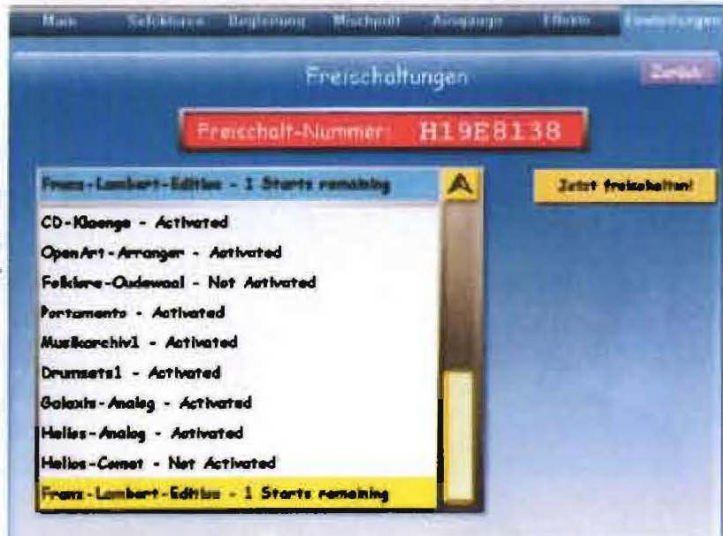 Main Selektoren Begleitung Mischpult Ausgänge Effekte Einstellungen
Freischaltungen
Zurück
Freischalt-Nummer: H19E8138
Franz-Lambert-Edition - 1 Starts remaining
Jetzt freischalten!
CD-Klaenge - Activated
OpenArt-Arranger - Activated
Folklore-Oudewaal - Not Activated
Portamento - Activated
Musikarchiv1 - Activated
Drumsets1 - Activated
Galaxis-Analog - Activated
Helios-Analog - Activated
Helios-Comet - Not Activated
Franz-Lambert-Edition - 1 Starts remaining